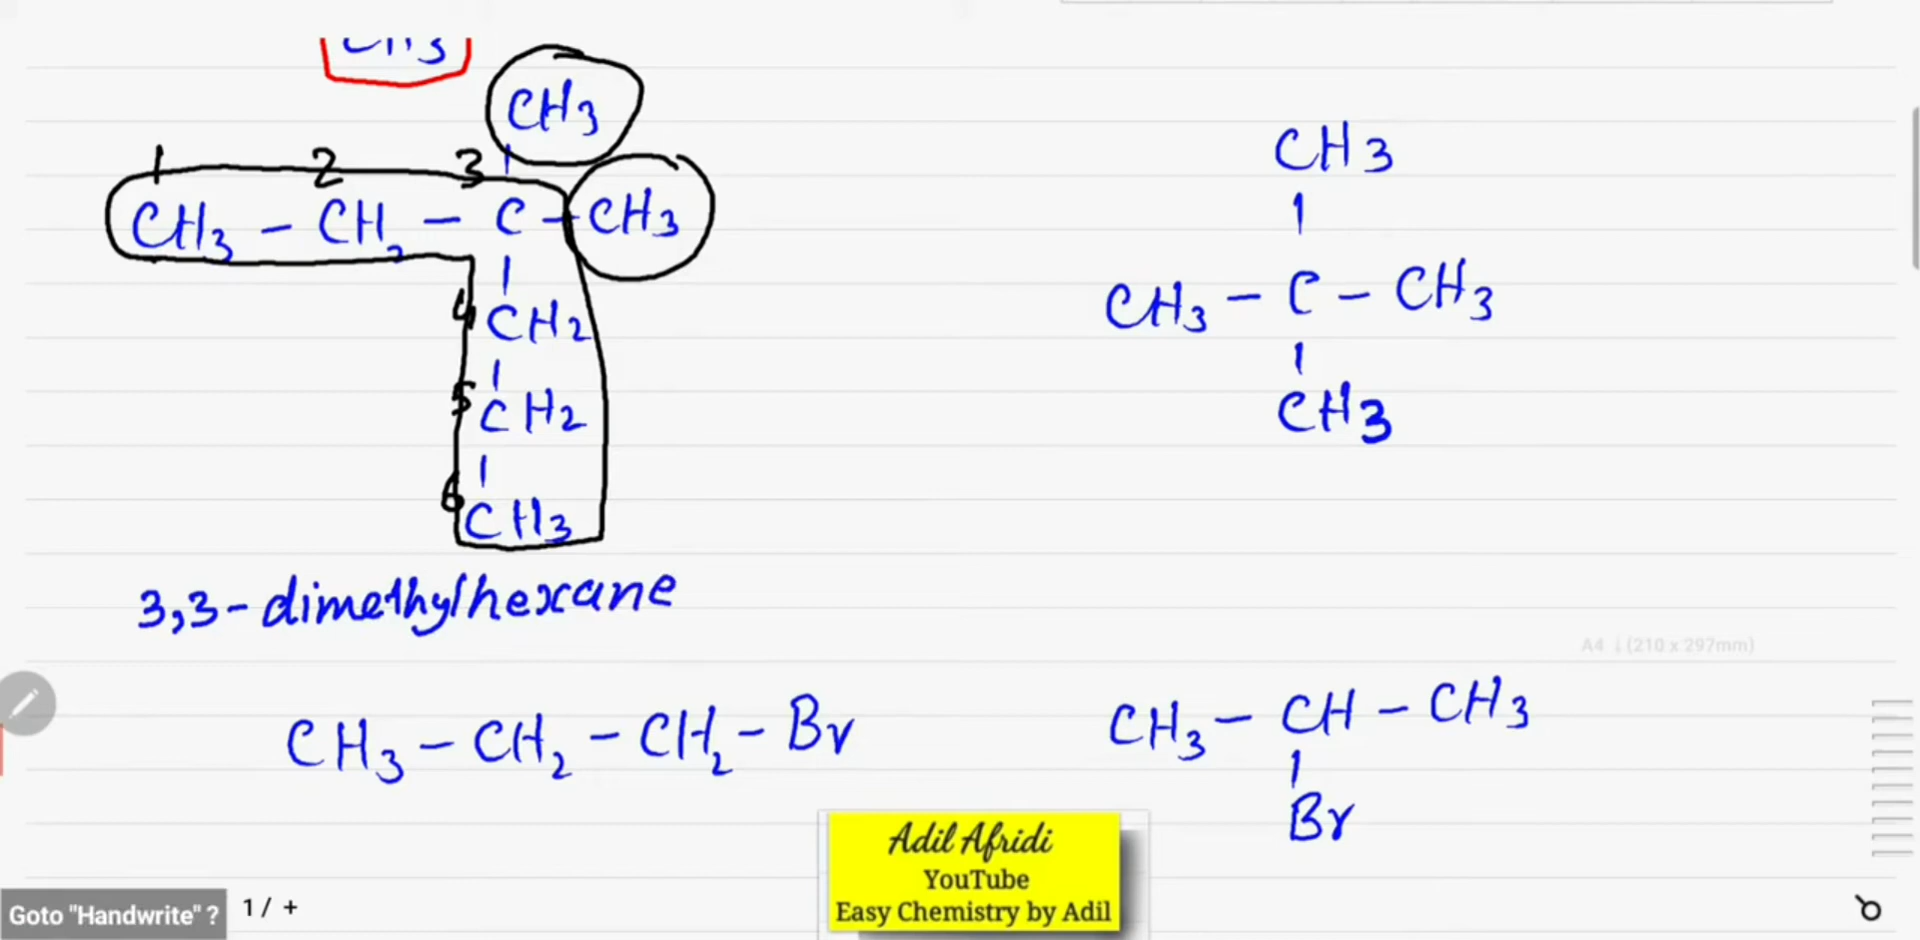 CH3
CH3
1 2 3
CH3 - CH2 - C - CH3
4 CH2
5 CH2
6 CH3
3,3-dimethylhexane
CH3
CH3 - C - CH3
CH3
A4 ↓ (210 x 297mm)
CH3 - CH2 - CH2 - Br
CH3 - CH - CH3
Br
Adil Afridi
YouTube
Easy Chemistry by Adil
Goto "Handwrite" ?
1 / +